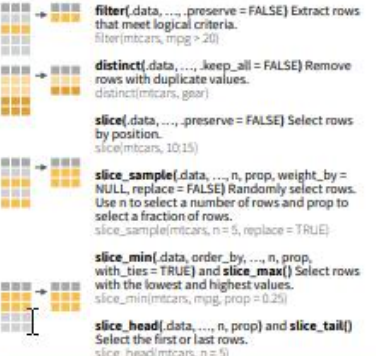 filter(.data, ..., .preserve = FALSE) Extract rows
that meet logical criteria.
filter(mtcars, mpg > 20)
distinct(.data, ..., .keep_all = FALSE) Remove
rows with duplicate values.
distinct(mtcars, gear)
slice(.data, ..., .preserve = FALSE) Select rows
by position.
slice(mtcars, 10:15)
slice_sample(.data, ..., n, prop, weight_by =
NULL, replace = FALSE) Randomly select rows.
Use n to select a number of rows and prop to
select a fraction of rows.
slice_sample(mtcars, n = 5, replace = TRUE)
slice_min(.data, order_by, ..., n, prop,
with_ties = TRUE) and slice_max() Select rows
with the lowest and highest values.
slice_min(mtcars, mpg, prop = 0.25)
slice_head(.data, ..., n, prop) and slice_tail()
Select the first or last rows.
slice_head(mtcars, n = 5)